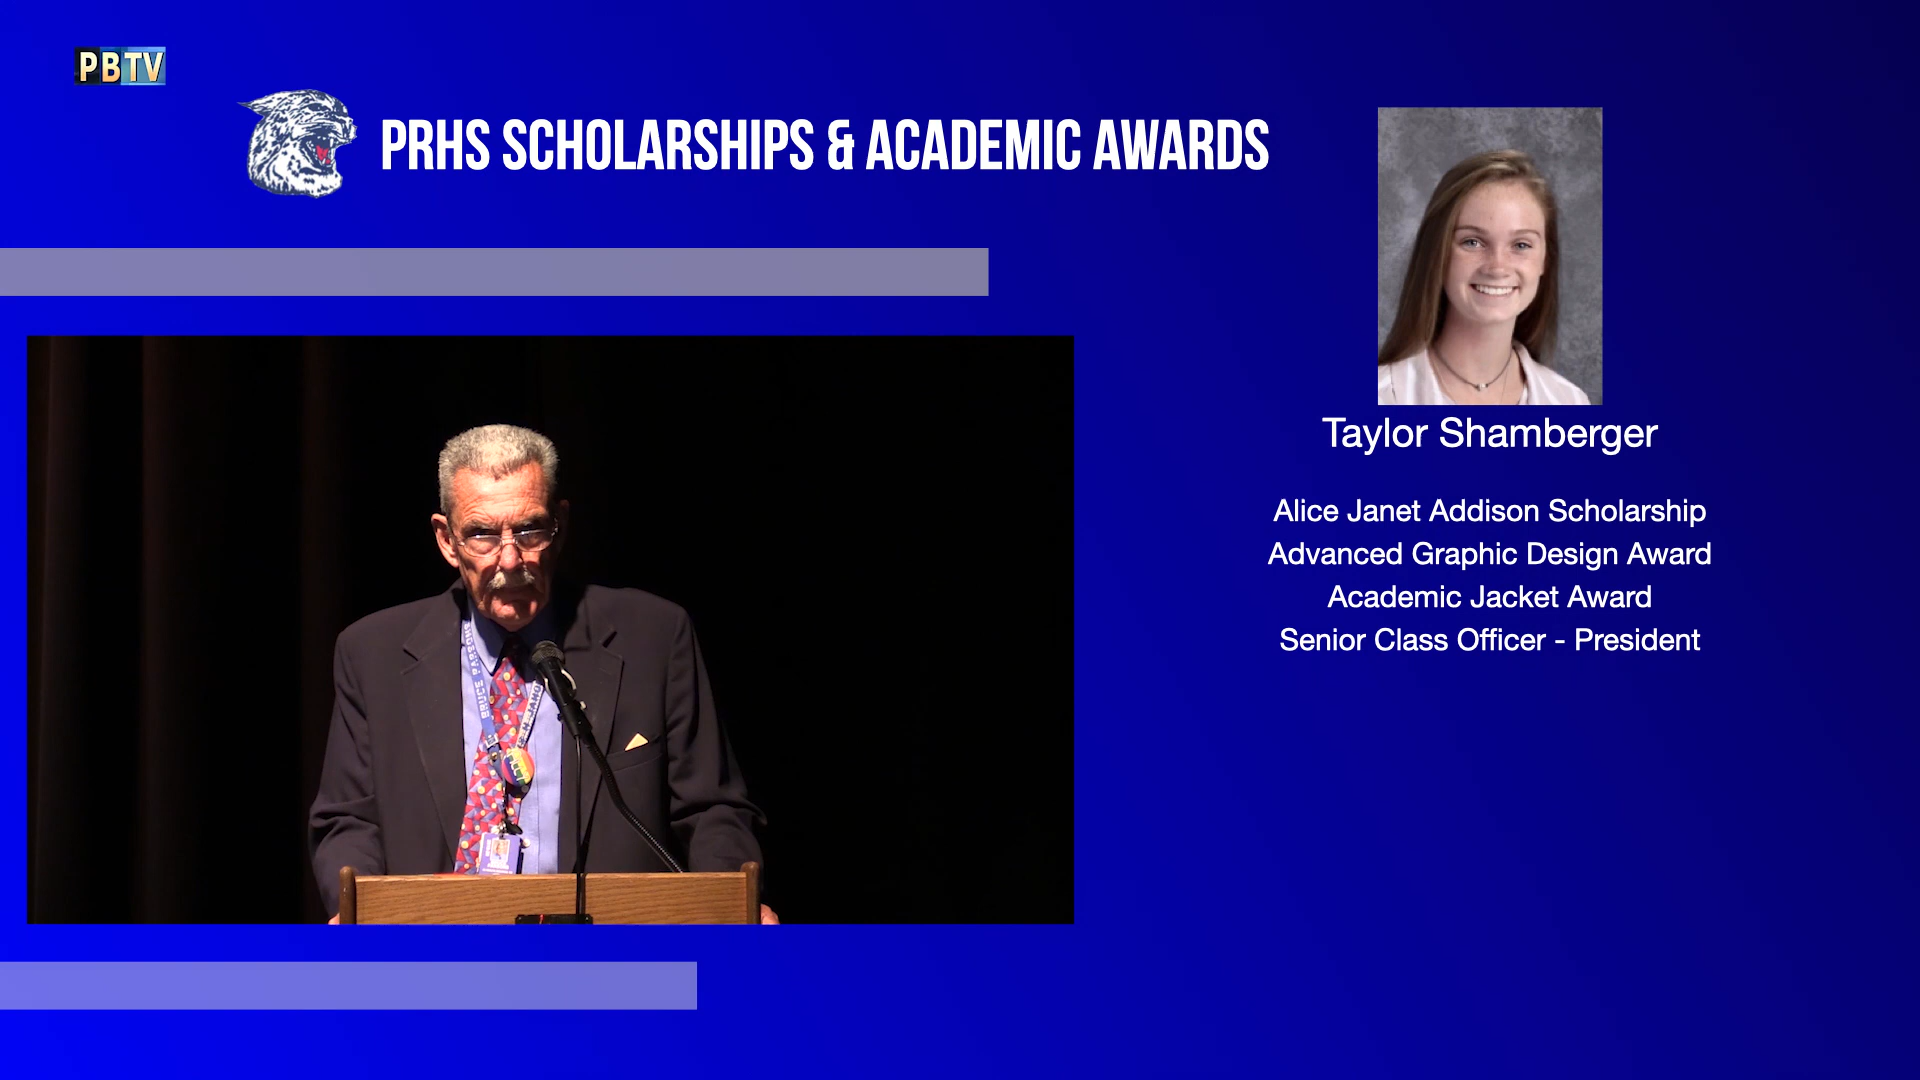 PBTV
PRHS SCHOLARSHIPS & ACADEMIC AWARDS
Taylor Shamberger
Alice Janet Addison Scholarship
Advanced Graphic Design Award
Academic Jacket Award
Senior Class Officer - President